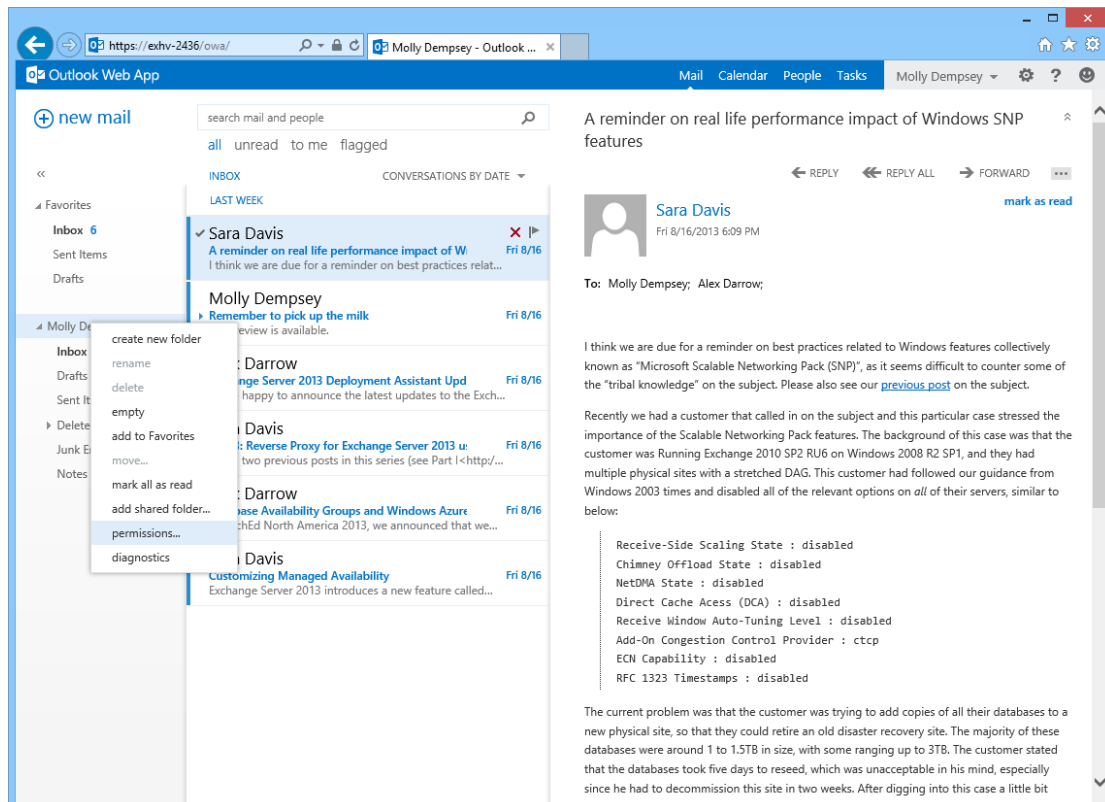 https://exhv-2436/owa/
Molly Dempsey - Outlook ...
Outlook Web App
Mail Calendar People Tasks Molly Dempsey
new mail
search mail and people
all unread to me flagged
INBOX CONVERSATIONS BY DATE
LAST WEEK
Favorites
Inbox 6
Sent Items
Drafts
Molly De
Inbox
Drafts
Sent It
Delete
Junk E
Notes
create new folder
rename
delete
empty
add to Favorites
move...
mark all as read
add shared folder...
permissions...
diagnostics
Sara Davis
A reminder on real life performance impact of Wi Fri 8/16
I think we are due for a reminder on best practices relat...
Molly Dempsey
Remember to pick up the milk Fri 8/16
eview is available.
Darrow
nge Server 2013 Deployment Assistant Upd Fri 8/16
happy to announce the latest updates to the Exch...
Davis
: Reverse Proxy for Exchange Server 2013 u: Fri 8/16
two previous posts in this series (see Part I<http:/...
Darrow
base Availability Groups and Windows Azure Fri 8/16
chEd North America 2013, we announced that we...
Davis
Customizing Managed Availability Fri 8/16
Exchange Server 2013 introduces a new feature called...
A reminder on real life performance impact of Windows SNP
features
REPLY REPLY ALL FORWARD ...
mark as read
Sara Davis
Fri 8/16/2013 6:09 PM
To: Molly Dempsey; Alex Darrow;
I think we are due for a reminder on best practices related to Windows features collectively
known as “Microsoft Scalable Networking Pack (SNP)”, as it seems difficult to counter some of
the “tribal knowledge” on the subject. Please also see our previous post on the subject.
Recently we had a customer that called in on the subject and this particular case stressed the
importance of the Scalable Networking Pack features. The background of this case was that the
customer was Running Exchange 2010 SP2 RU6 on Windows 2008 R2 SP1, and they had
multiple physical sites with a stretched DAG. This customer had followed our guidance from
Windows 2003 times and disabled all of the relevant options on all of their servers, similar to
below:
Receive-Side Scaling State : disabled
Chimney Offload State : disabled
NetDMA State : disabled
Direct Cache Acess (DCA) : disabled
Receive Window Auto-Tuning Level : disabled
Add-On Congestion Control Provider : ctcp
ECN Capability : disabled
RFC 1323 Timestamps : disabled
The current problem was that the customer was trying to add copies of all their databases to a
new physical site, so that they could retire an old disaster recovery site. The majority of these
databases were around 1 to 1.5TB in size, with some ranging up to 3TB. The customer stated
that the databases took five days to reseed, which was unacceptable in his mind, especially
since he had to decommission this site in two weeks. After digging into this case a little bit